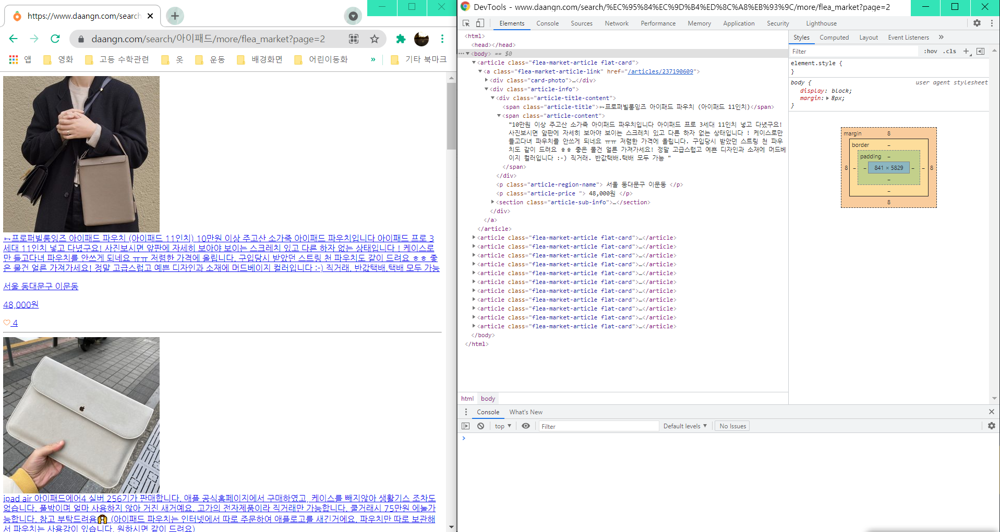 https://www.daangn.com/search
daangn.com/search/아이패드/more/flea_market?page=2
앱 영화 고등 수학관련 옷 운동 배경화면 어린이동화 » 기타 북마크
프로퍼빌롱잉즈 아이패드 파우치 (아이패드 11인치) 10만원 이상 주고산 소가죽 아이패드 파우치입니다 아이패드 프로 3
세대 11인치 넣고 다녔구요! 사진보시면 앞판에 자세히 보아야 보이는 스크레치 있고 다른 하자 없는 상태입니다 ! 케이스로
만 들고다녀 파우치를 안쓰게 되네요 ㅠㅠ 저렴한 가격에 올립니다. 구입당시 받았던 스트링 천 파우치도 같이 드려요 ㅎㅎ 좋
은 물건 얼른 가져가세요! 정말 고급스럽고 예쁜 디자인과 소재에 머드베이지 컬러입니다 :-) 직거래. 반값택배.택배 모두 가능
서울 동대문구 이문동
48,000원
4
ipad air 아이패드에어4 실버 256기가 판매합니다. 애플 공식홈페이지에서 구매하였고, 케이스를 빼지않아 생활기스 조차도
없습니다. 풀박이며 얼마 사용하지 않아 거진 새거예요. 고가의 전자제품이라 직거래만 가능합니다. 쿨거래시 75만원 에눌가
능합니다. 참고 부탁드려욤🙆 (아이패드 파우치는 인터넷에서 따로 주문하여 애플로고를 새긴거에요. 파우치만 따로 보관해
서 파우치는 사용감이 있습니다. 원하시면 같이 드려요)
DevTools - www.daangn.com/search/%EC%95%84%EC%9D%B4%ED%8C%A8%EB%93%9C/more/flea_market?page=2
Elements Console Sources Network Performance Memory Application Security Lighthouse
<html>
<head></head>
<body> == $0
<article class="flea-market-article flat-card">
<a class="flea-market-article-link" href="/articles/237190609">
<div class="card-photo">…</div>
<div class="article-info">
<div class="article-title-content">
<span class="article-title">프로퍼빌롱잉즈 아이패드 파우치 (아이패드 11인치)</span>
<span class="article-content">
"10만원 이상 주고산 소가죽 아이패드 파우치입니다 아이패드 프로 3세대 11인치 넣고 다녔구요!
사진보시면 앞판에 자세히 보아야 보이는 스크레치 있고 다른 하자 없는 상태입니다 ! 케이스로만
들고다녀 파우치를 안쓰게 되네요 ㅠㅠ 저렴한 가격에 올립니다. 구입당시 받았던 스트링 천 파우
치도 같이 드려요 ㅎㅎ 좋은 물건 얼른 가져가세요! 정말 고급스럽고 예쁜 디자인과 소재에 머드베
이지 컬러입니다 :-) 직거래. 반값택배.택배 모두 가능 "
</span>
</div>
<p class="article-region-name"> 서울 동대문구 이문동 </p>
<p class="article-price "> 48,000원 </p>
<section class="article-sub-info">…</section>
</div>
</a>
</article>
<article class="flea-market-article flat-card">…</article>
<article class="flea-market-article flat-card">…</article>
<article class="flea-market-article flat-card">…</article>
<article class="flea-market-article flat-card">…</article>
<article class="flea-market-article flat-card">…</article>
<article class="flea-market-article flat-card">…</article>
<article class="flea-market-article flat-card">…</article>
<article class="flea-market-article flat-card">…</article>
<article class="flea-market-article flat-card">…</article>
<article class="flea-market-article flat-card">…</article>
<article class="flea-market-article flat-card">…</article>
</body>
</html>
html body
Styles Computed Layout Event Listeners »
Filter :hov .cls +
element.style {
}
body { user agent stylesheet
display: block;
margin: 8px;
}
margin 8
border –
padding –
8 – – 841 × 5829 – – 8
–
–
8
Console What's New
top Filter Default levels No Issues